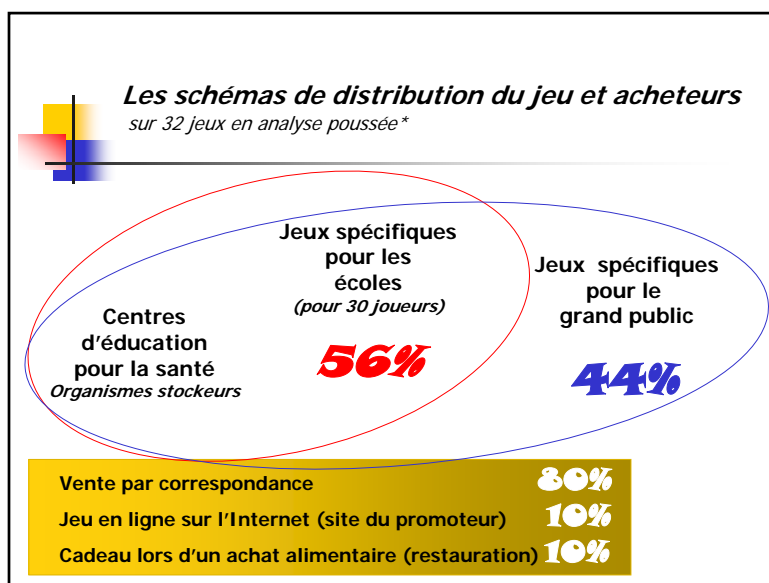 Les schémas de distribution du jeu et acheteurs
sur 32 jeux en analyse poussée*
Jeux spécifiques
pour les
écoles
(pour 30 joueurs)
56%
Jeux spécifiques
pour le
grand public
44%
Centres
d'éducation
pour la santé
Organismes stockeurs
Vente par correspondance 80%
Jeu en ligne sur l'Internet (site du promoteur) 10%
Cadeau lors d'un achat alimentaire (restauration) 10%